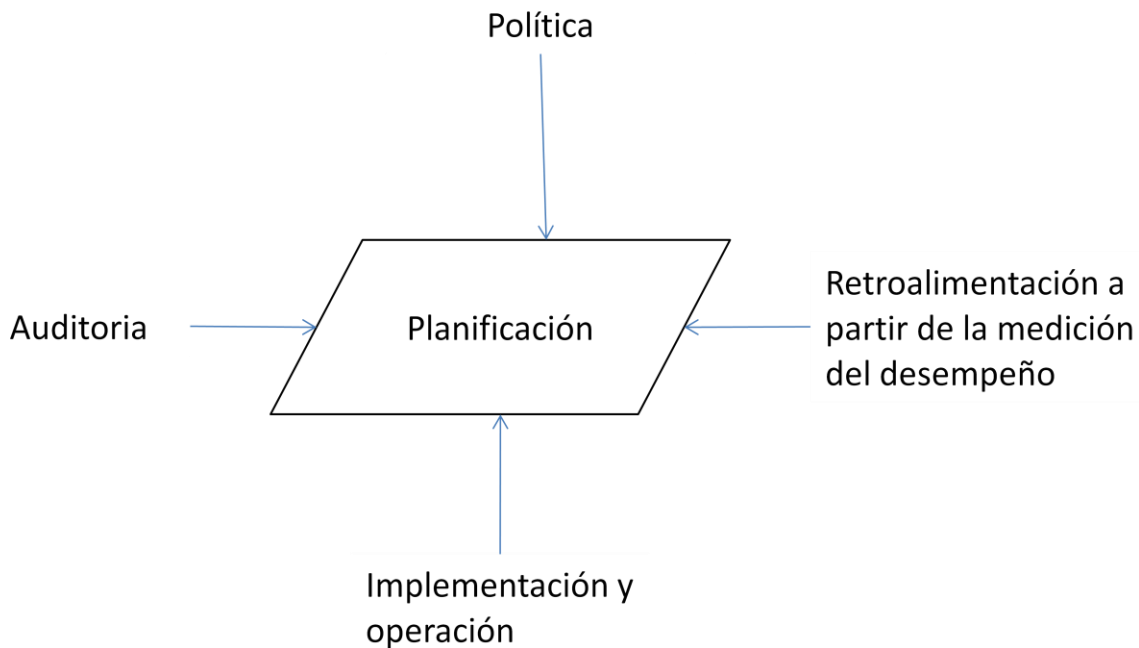 Política
Auditoria
Planificación
Retroalimentación a
partir de la medición
del desempeño
Implementación y
operación